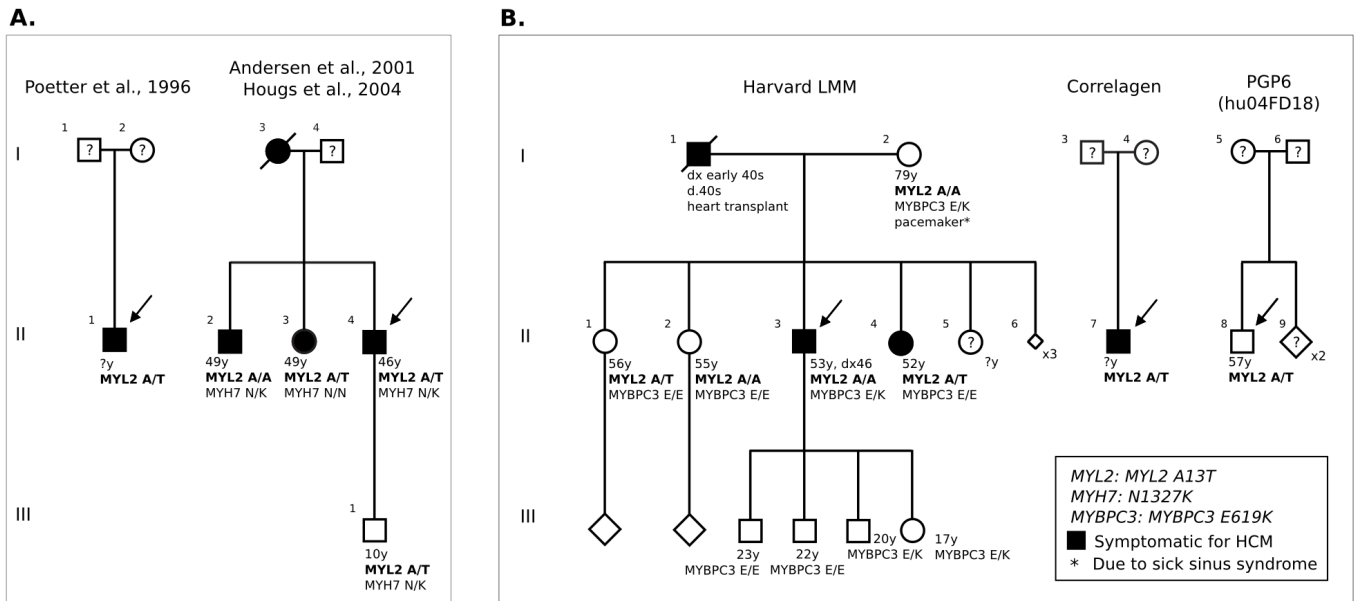 A.
Poetter et al., 1996
Andersen et al., 2001
Hougs et al., 2004
I
1
2
?
?
3
4
?
II
1
?y
MYL2 A/T
2
49y
MYL2 A/A
MYH7 N/K
3
49y
MYL2 A/T
MYH7 N/N
4
46y
MYL2 A/T
MYH7 N/K
III
1
10y
MYL2 A/T
MYH7 N/K
B.
Harvard LMM
Correlagen
PGP6
(hu04FD18)
I
1
dx early 40s
d.40s
heart transplant
2
79y
MYL2 A/A
MYBPC3 E/K
pacemaker*
3
?
4
?
5
?
6
?
II
1
56y
MYL2 A/T
MYBPC3 E/E
2
55y
MYL2 A/A
MYBPC3 E/E
3
53y, dx46
MYL2 A/A
MYBPC3 E/K
4
52y
MYL2 A/T
MYBPC3 E/E
5
?
?y
6
x3
7
?y
MYL2 A/T
8
57y
MYL2 A/T
9
?
x2
III
23y
MYBPC3 E/E
22y
MYBPC3 E/E
20y
MYBPC3 E/K
17y
MYBPC3 E/K
MYL2: MYL2 A13T
MYH7: N1327K
MYBPC3: MYBPC3 E619K
Symptomatic for HCM
* Due to sick sinus syndrome